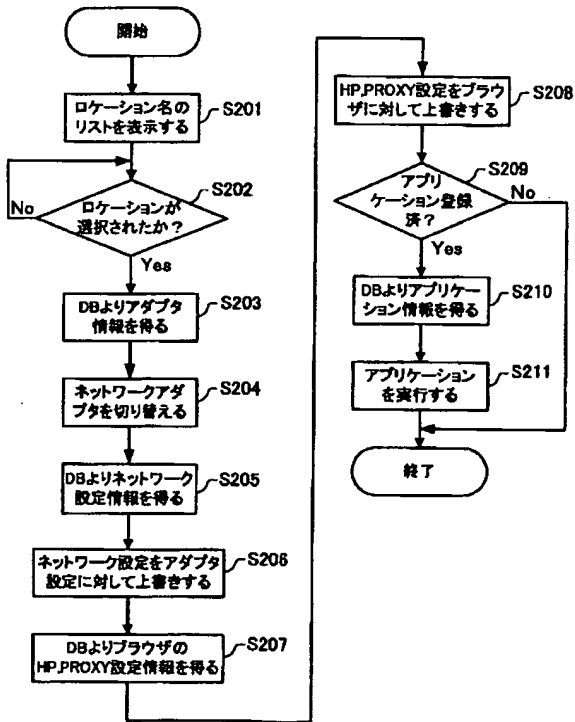 開始
ロケーション名の
リストを表示する
S201
ロケーションが
選択されたか？
S202
No
Yes
DBよりアダプタ
情報を得る
S203
ネットワークアダ
プタを切り替える
S204
DBよりネットワーク
設定情報を得る
S205
ネットワーク設定をアダプタ
設定に対して上書きする
S206
DBよりブラウザの
HP,PROXY設定情報を得る
S207
HP,PROXY設定をブラウ
ザに対して上書きする
S208
アプリ
ケーション登録
済？
S209
No
Yes
DBよりアプリケー
ション情報を得る
S210
アプリケーション
を実行する
S211
終了